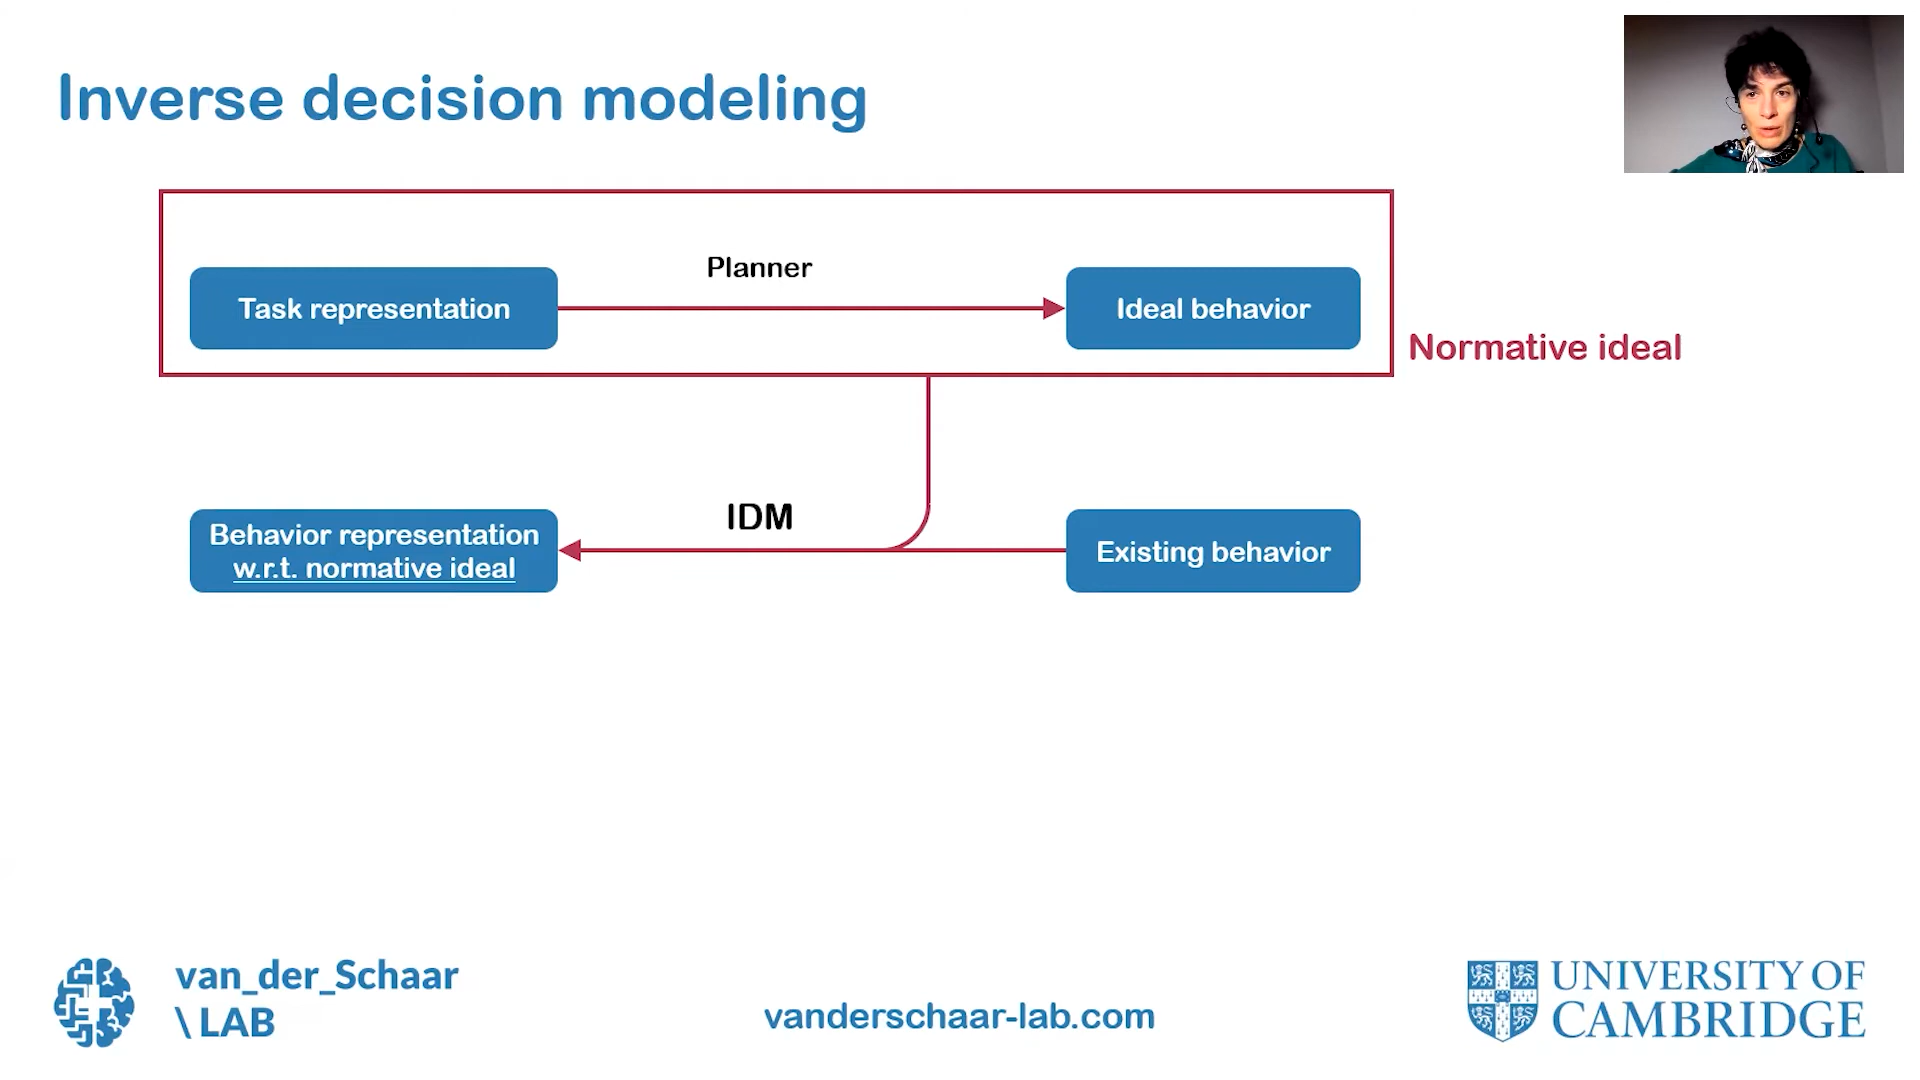 Inverse decision modeling
Planner
Task representation
Ideal behavior
Normative ideal
IDM
Behavior representation
w.r.t. normative ideal
Existing behavior
van_der_Schaar
\ LAB
vanderschaar-lab.com
UNIVERSITY OF
CAMBRIDGE